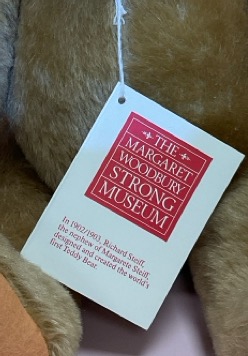 THE
MARGARET
WOODBURY
STRONG
MUSEUM
In 1902/1903, Richard Steiff,
the nephew of Margarete Steiff,
designed and created the world's
first Teddy Bear.